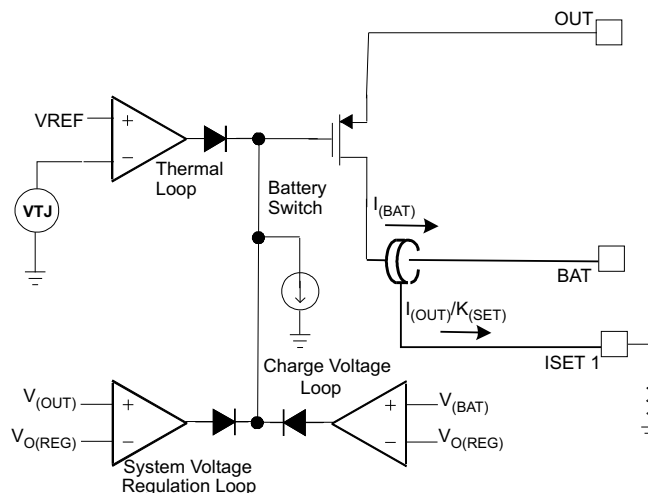 OUT
VREF
+
−
Thermal
Loop
VTJ
Battery
Switch
I(BAT)
BAT
I(OUT)/K(SET)
ISET 1
Charge Voltage
Loop
V(OUT)
+
VO(REG)
−
+
V(BAT)
−
VO(REG)
System Voltage
Regulation Loop